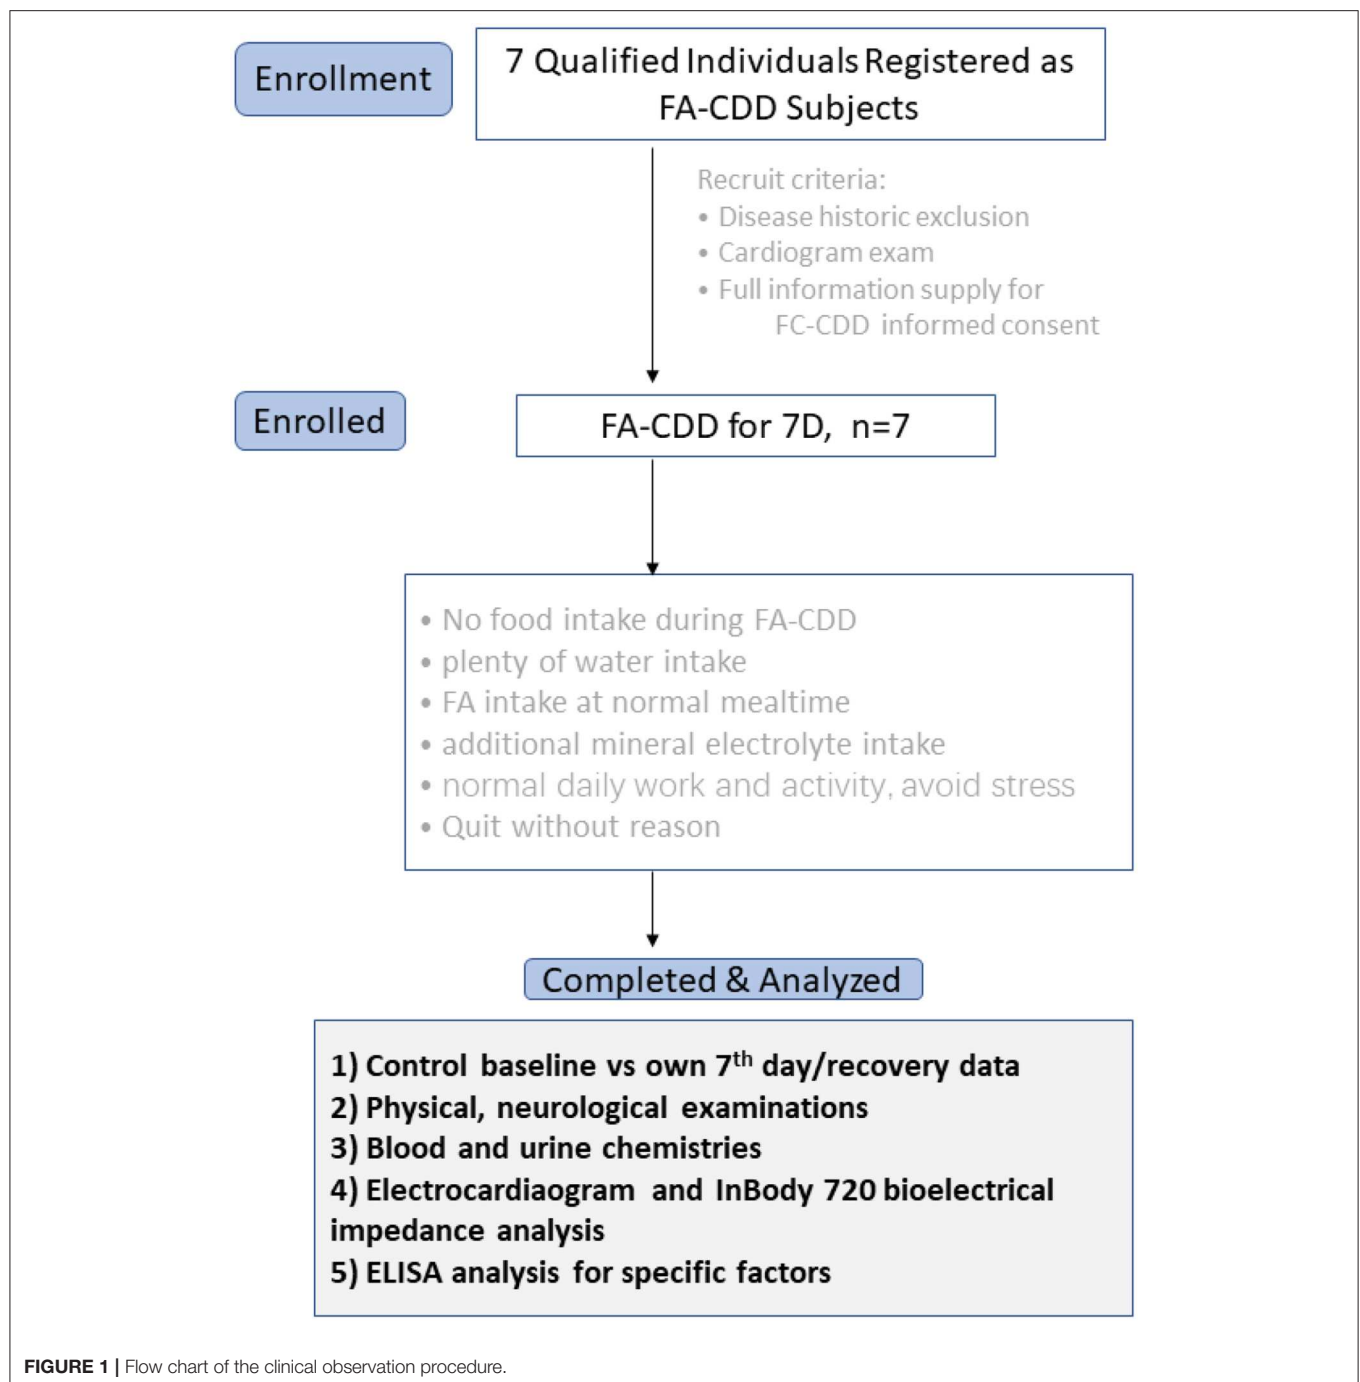 Enrollment
7 Qualified Individuals Registered as
FA-CDD Subjects
Recruit criteria:
• Disease historic exclusion
• Cardiogram exam
• Full information supply for
FC-CDD informed consent
Enrolled
FA-CDD for 7D, n=7
• No food intake during FA-CDD
• plenty of water intake
• FA intake at normal mealtime
• additional mineral electrolyte intake
• normal daily work and activity, avoid stress
• Quit without reason
Completed & Analyzed
1) Control baseline vs own 7th day/recovery data
2) Physical, neurological examinations
3) Blood and urine chemistries
4) Electrocardiaogram and InBody 720 bioelectrical
impedance analysis
5) ELISA analysis for specific factors
FIGURE 1 | Flow chart of the clinical observation procedure.